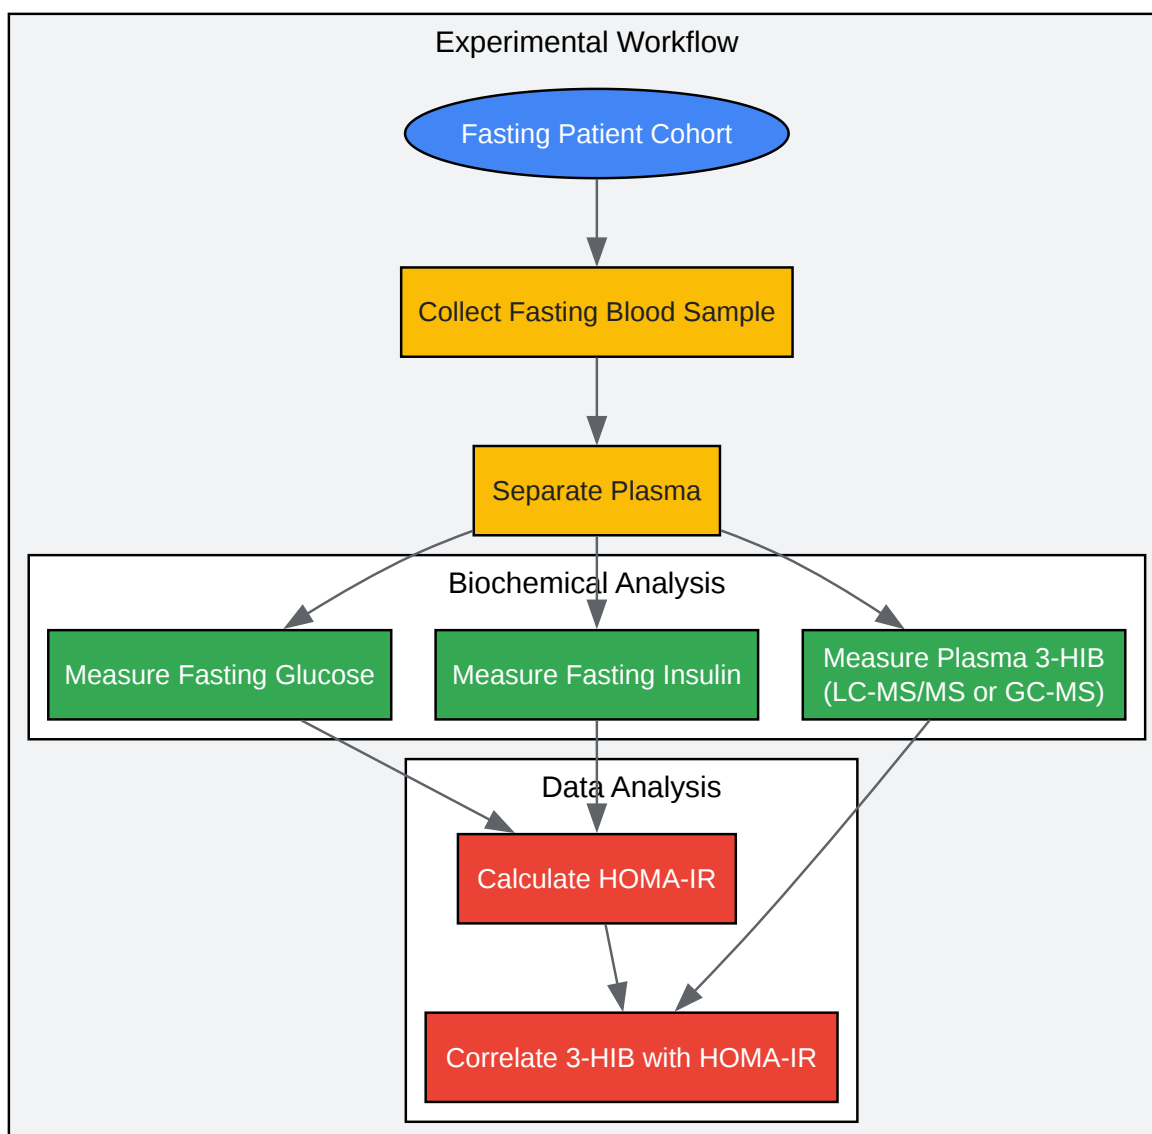 Experimental Workflow
Fasting Patient Cohort
Collect Fasting Blood Sample
Separate Plasma
Biochemical Analysis
Measure Fasting Glucose
Measure Fasting Insulin
Measure Plasma 3-HIB
(LC-MS/MS or GC-MS)
Data Analysis
Calculate HOMA-IR
Correlate 3-HIB with HOMA-IR